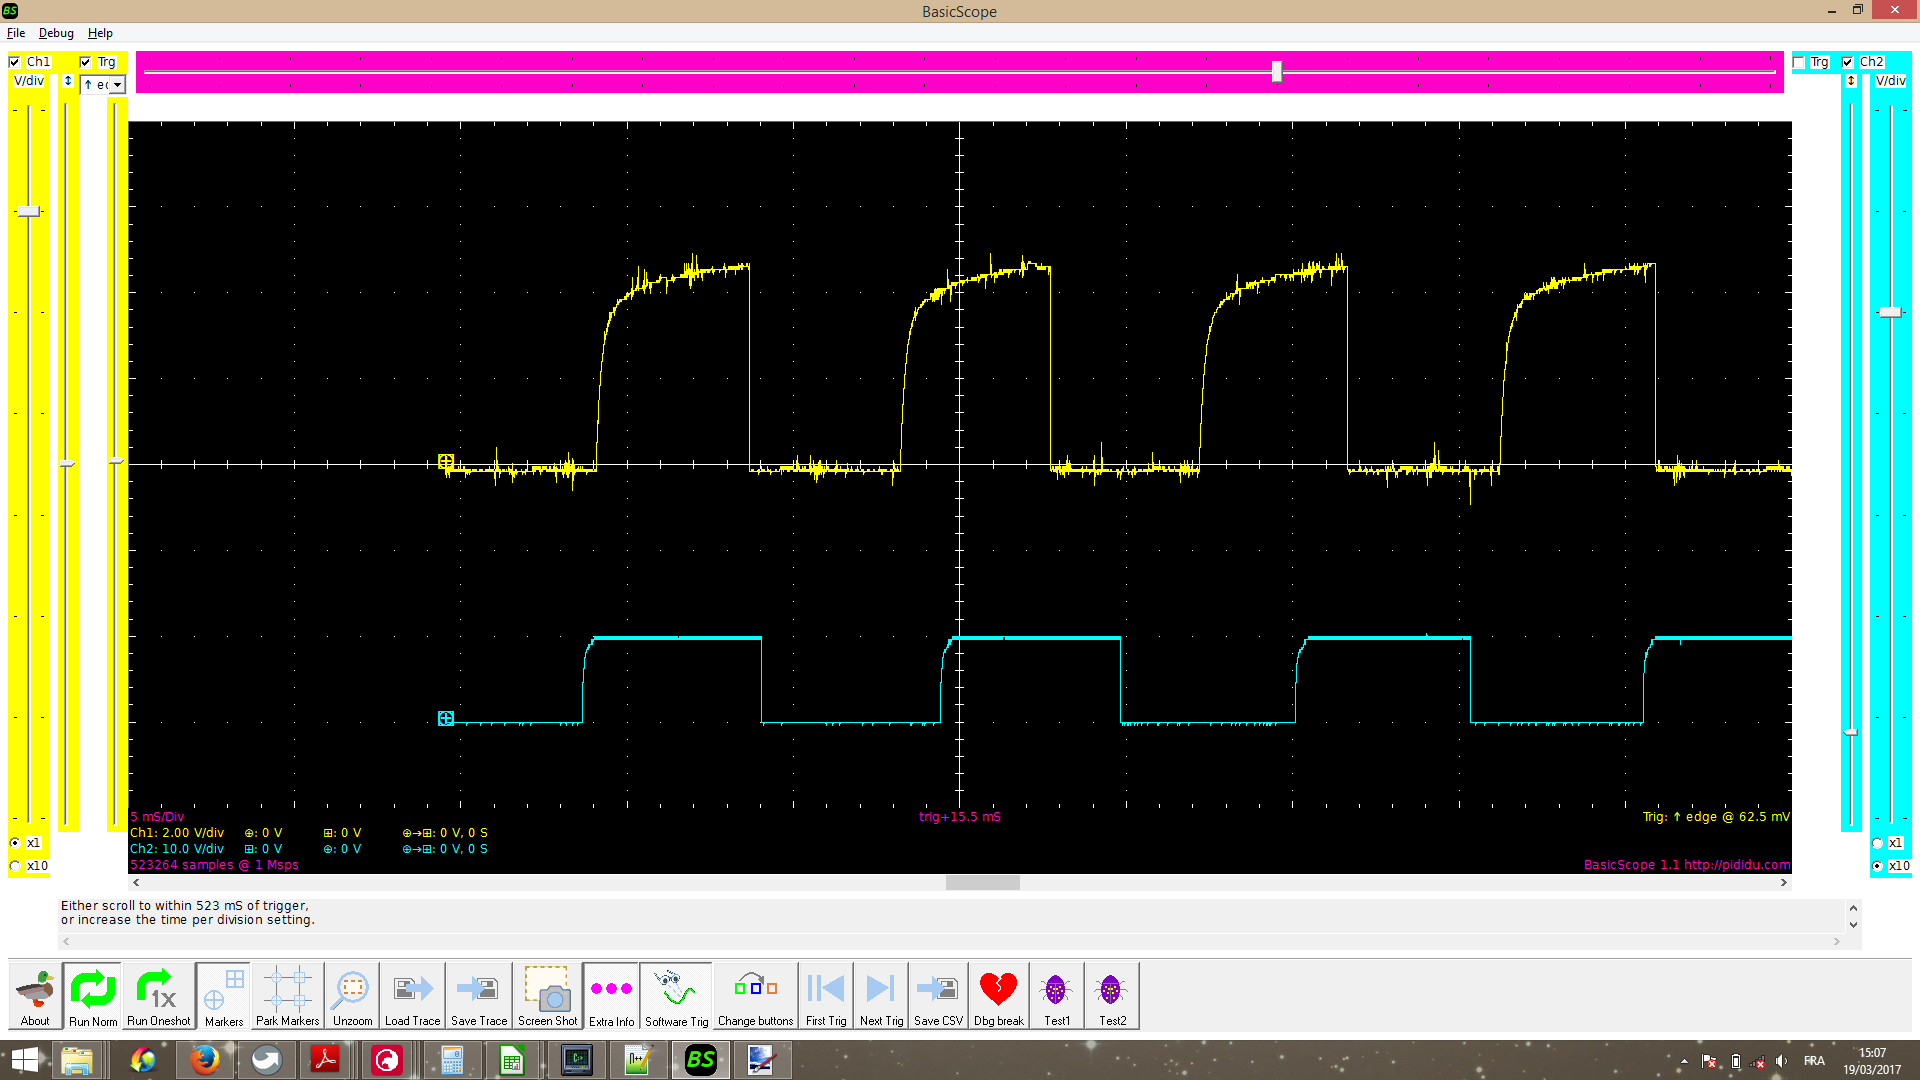 BS
BasicScope
File Debug Help
Ch1 Trg
Trg Ch2
V/div
V/div
5 mS/Div
trig+15.5 mS
Trig: ↑ edge @ 62.5 mV
Ch1: 2.00 V/div ⊕: 0 V ⊞: 0 V ⊕→⊞: 0 V, 0 S
Ch2: 10.0 V/div ⊞: 0 V ⊕: 0 V ⊕→⊞: 0 V, 0 S
523264 samples @ 1 Msps
BasicScope 1.1 http://pididu.com
x1
x10
x1
x10
Either scroll to within 523 mS of trigger,
or increase the time per division setting.
1x
About Run Norm Run Oneshot Markers Park Markers Unzoom Load Trace Save Trace Screen Shot Extra Info Software Trig Change buttons First Trig Next Trig Save CSV Dbg break Test1 Test2
BS
FRA
15:07
19/03/2017